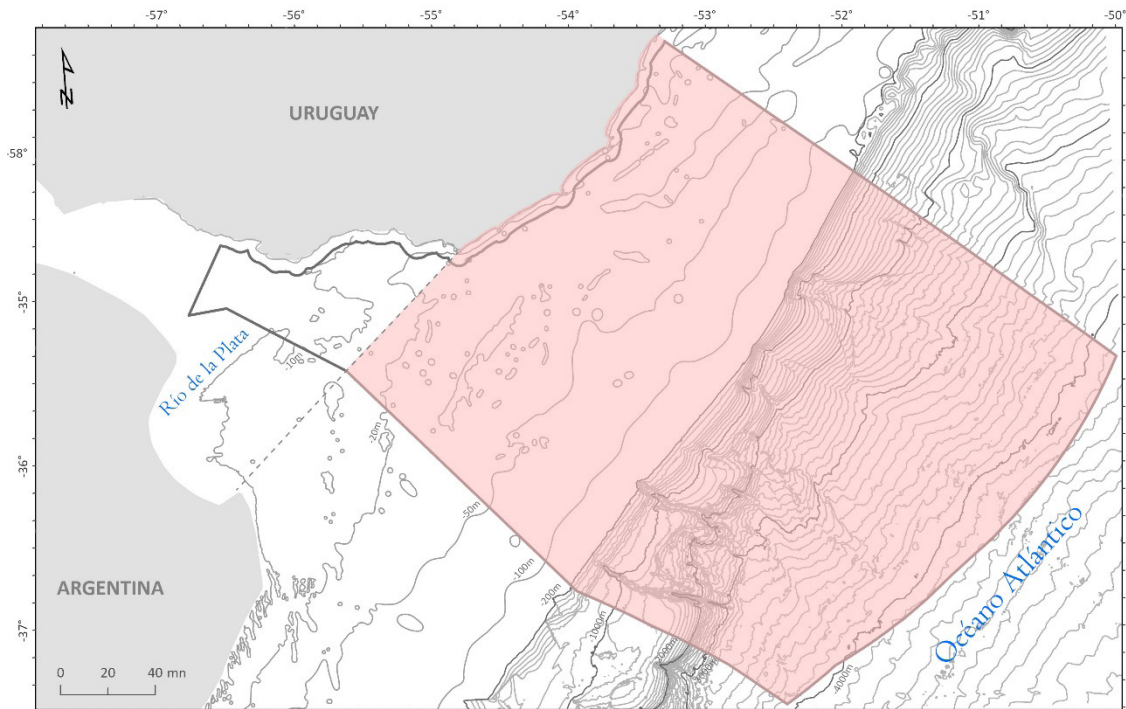 -57° -56° -55° -54° -53° -52° -51° -50°
N
URUGUAY
-58°
-35°
Río de la Plata
-10m
-20m
-36°
-50m
-100m
Océano Atlántico
ARGENTINA
-200m
-1000m
-37°
-4000m
0 20 40 mn